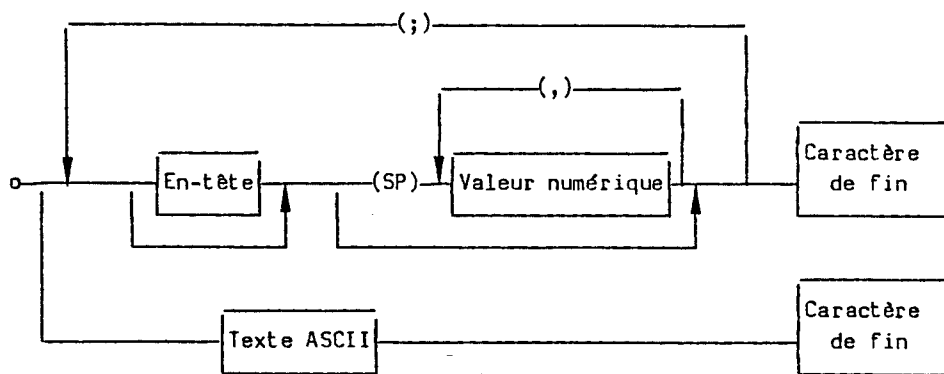 (;)
(,)
En-tête
(SP)
Valeur numérique
Caractère
de fin
Texte ASCII
Caractère
de fin